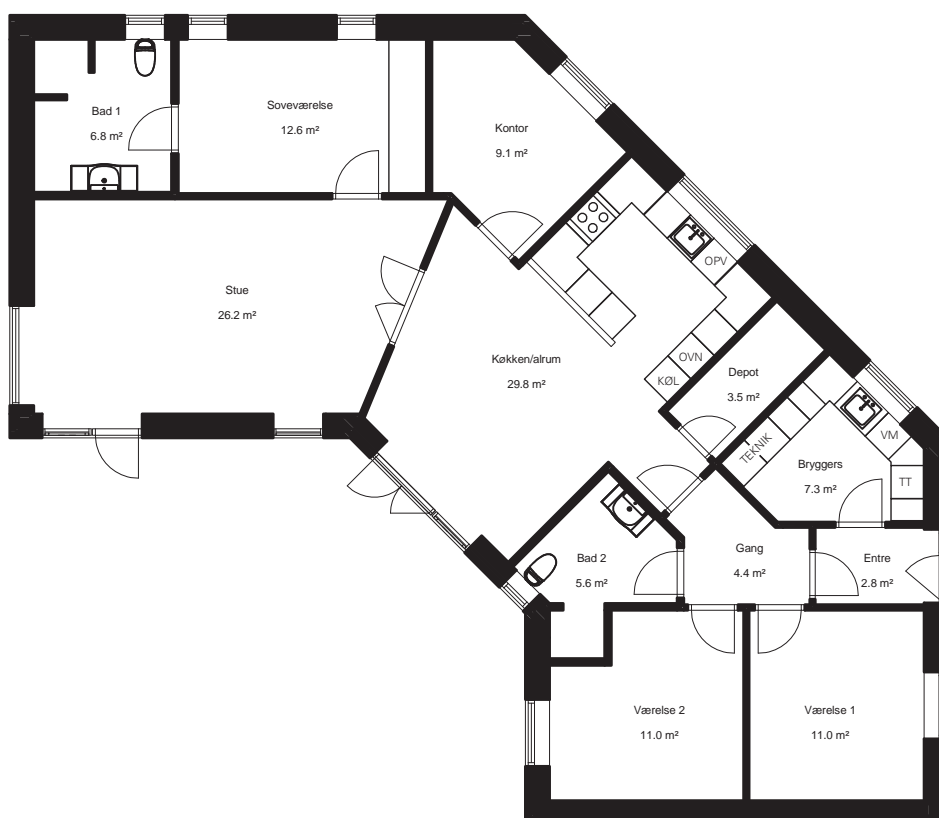 Bad 1
6.8 m²
Soveværelse
12.6 m²
Kontor
9.1 m²
OPV
Stue
26.2 m²
Køkken/alrum
29.8 m²
OVN
KØL
Depot
3.5 m²
VM
TEKNIK
Bryggers
7.3 m²
TT
Bad 2
5.6 m²
Gang
4.4 m²
Entre
2.8 m²
Værelse 2
11.0 m²
Værelse 1
11.0 m²